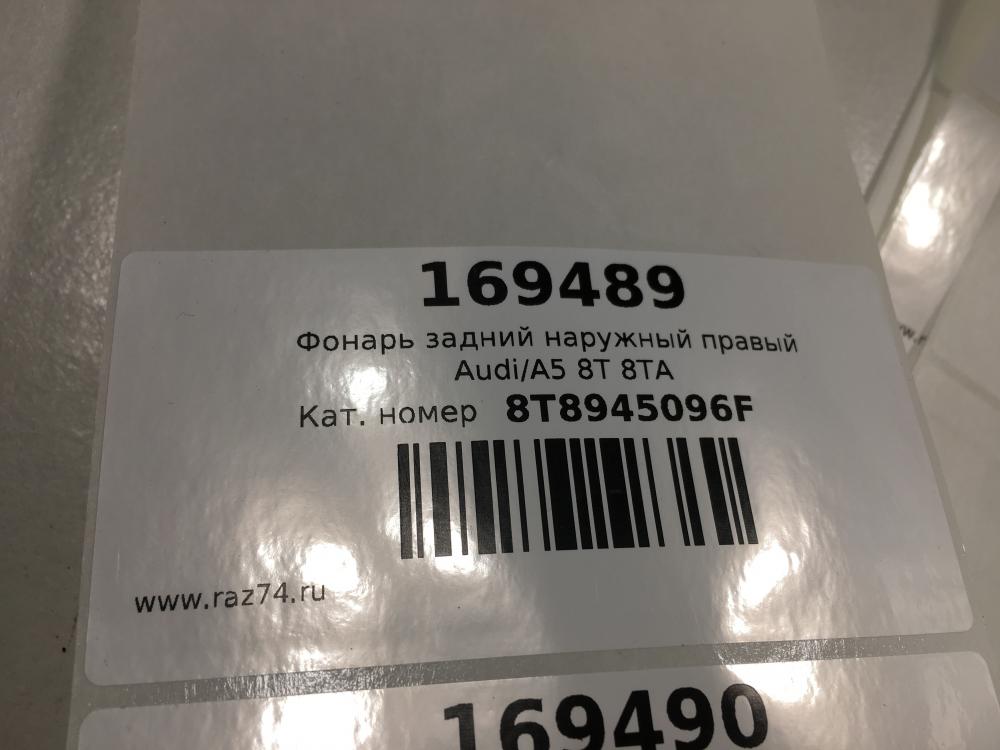 169489
Фонарь задний наружный правый
Audi/A5 8T 8TA
Кат. номер 8T8945096F
www.raz74.ru
169490